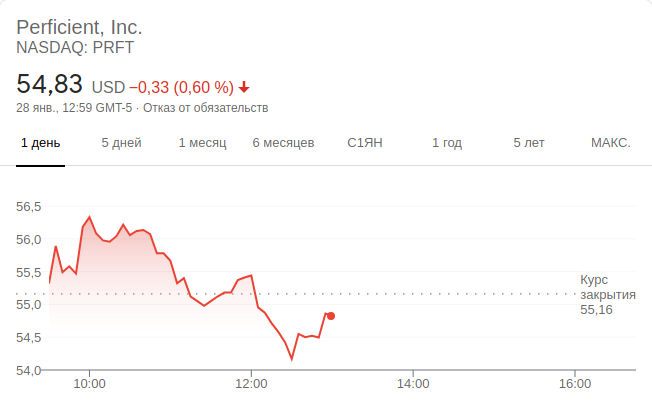 Perficient, Inc.
NASDAQ: PRFT
54,83 USD −0,33 (0,60 %)
28 янв., 12:59 GMT-5 · Отказ от обязательств
1 день 5 дней 1 месяц 6 месяцев С1ЯН 1 год 5 лет МАКС.
56,5
56,0
55,5
55,0
54,5
54,0
Курс
закрытия
55,16
10:00 12:00 14:00 16:00